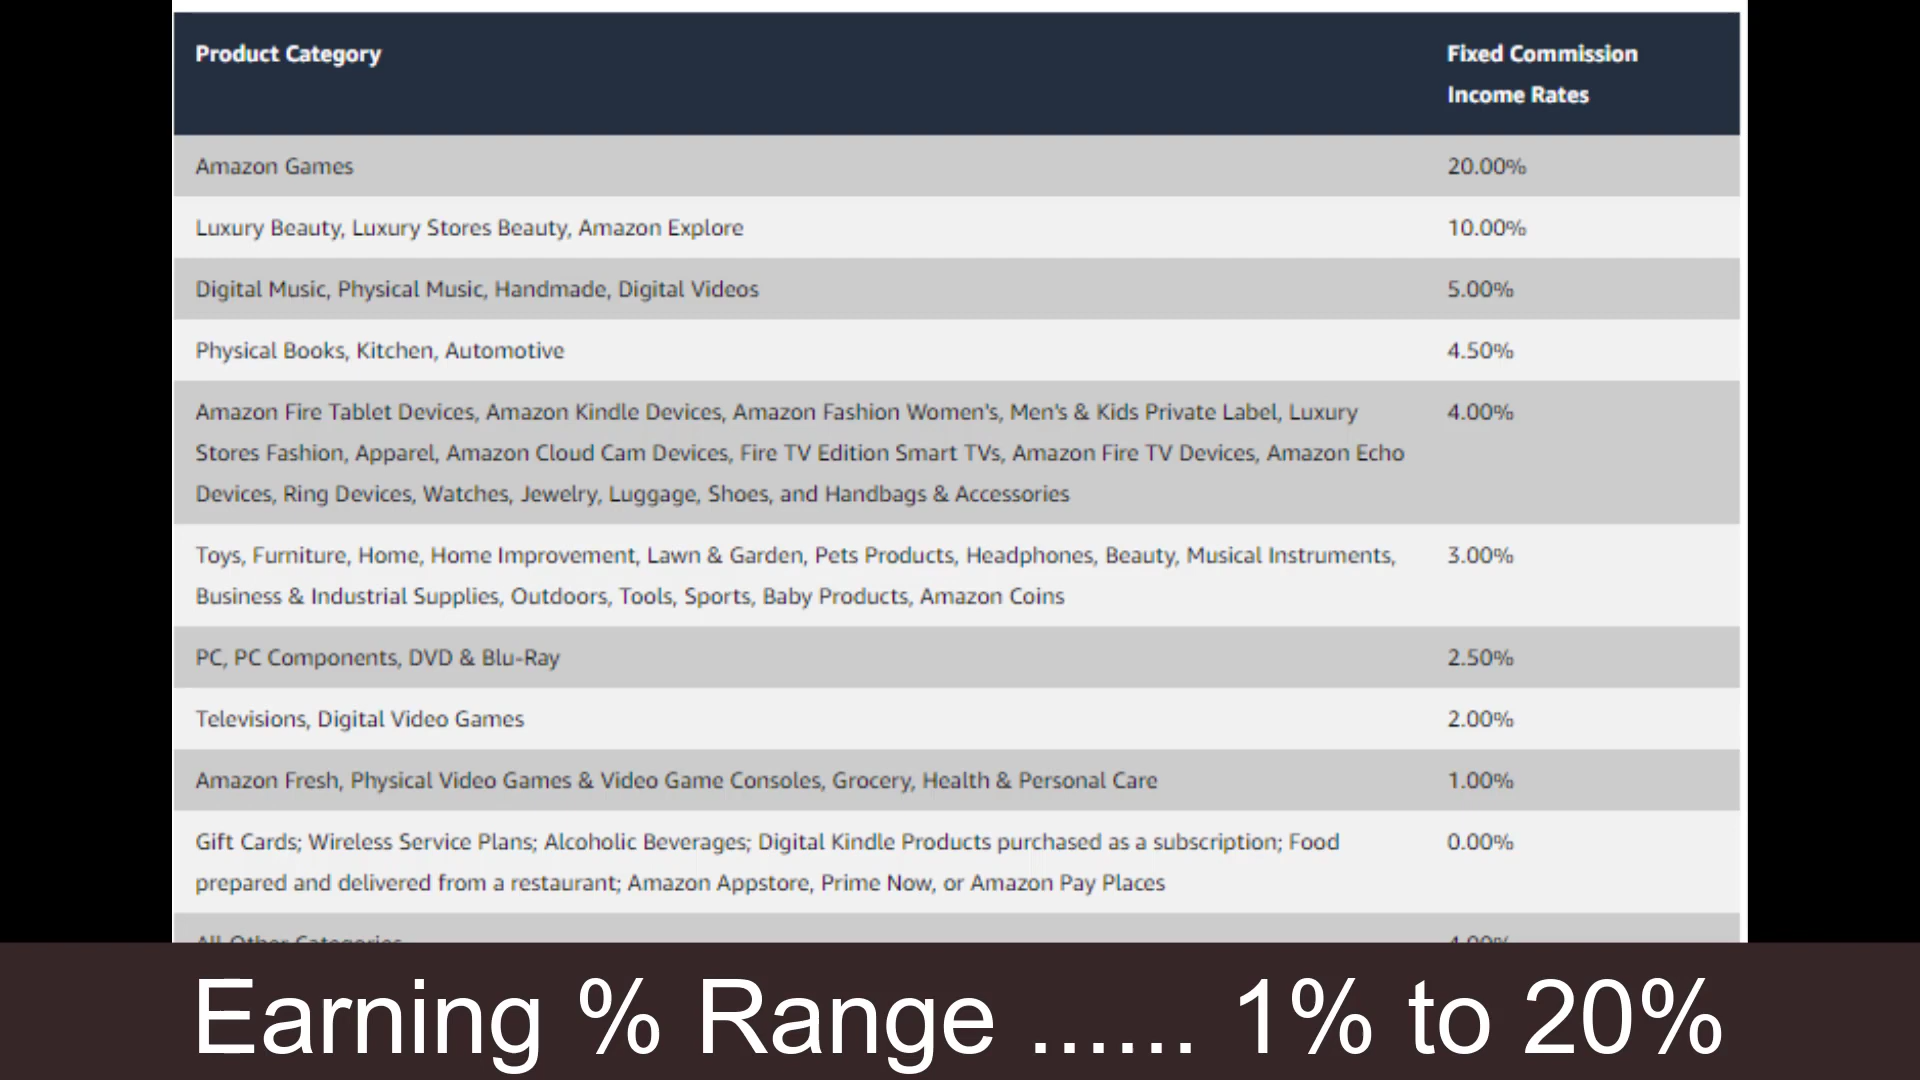 Product Category
Fixed Commission
Income Rates
Amazon Games
20.00%
Luxury Beauty, Luxury Stores Beauty, Amazon Explore
10.00%
Digital Music, Physical Music, Handmade, Digital Videos
5.00%
Physical Books, Kitchen, Automotive
4.50%
Amazon Fire Tablet Devices, Amazon Kindle Devices, Amazon Fashion Women's, Men's & Kids Private Label, Luxury
4.00%
Stores Fashion, Apparel, Amazon Cloud Cam Devices, Fire TV Edition Smart TVs, Amazon Fire TV Devices, Amazon Echo
Devices, Ring Devices, Watches, Jewelry, Luggage, Shoes, and Handbags & Accessories
Toys, Furniture, Home, Home Improvement, Lawn & Garden, Pets Products, Headphones, Beauty, Musical Instruments,
3.00%
Business & Industrial Supplies, Outdoors, Tools, Sports, Baby Products, Amazon Coins
PC, PC Components, DVD & Blu-Ray
2.50%
Televisions, Digital Video Games
2.00%
Amazon Fresh, Physical Video Games & Video Game Consoles, Grocery, Health & Personal Care
1.00%
Gift Cards; Wireless Service Plans; Alcoholic Beverages; Digital Kindle Products purchased as a subscription; Food
0.00%
prepared and delivered from a restaurant; Amazon Appstore, Prime Now, or Amazon Pay Places
All Other Categories
4.00%
Earning % Range ...... 1% to 20%